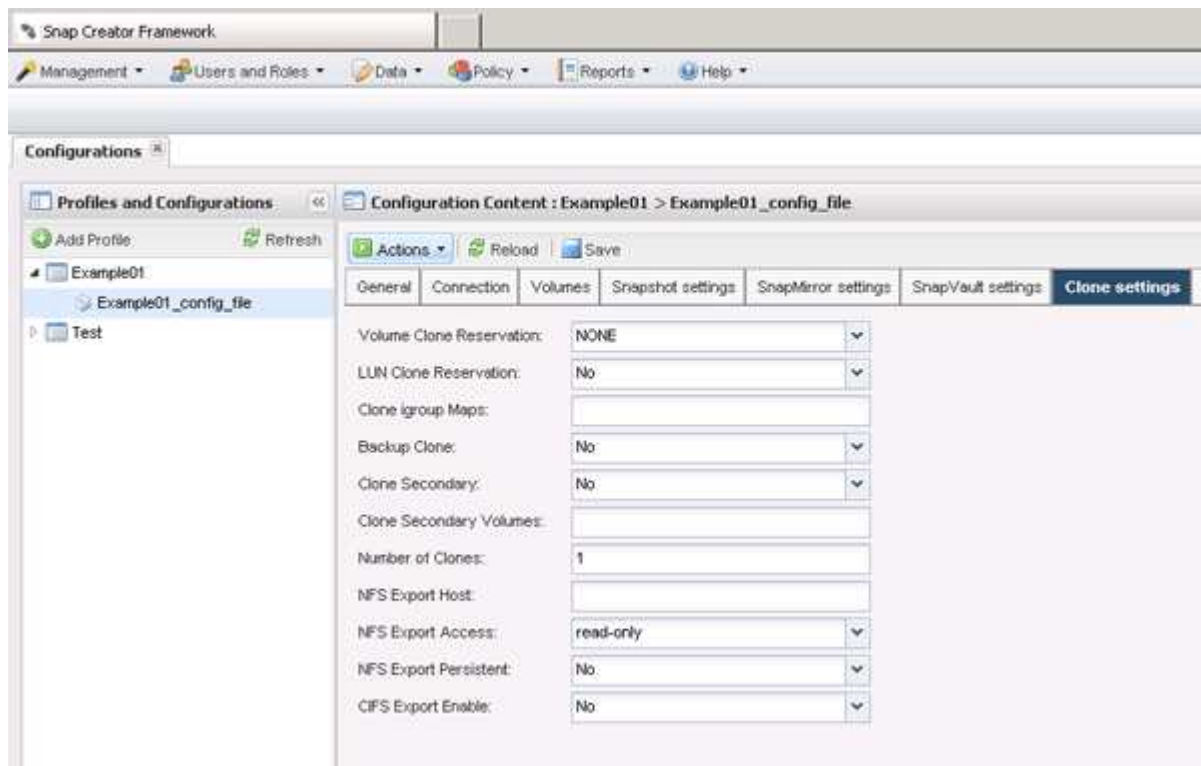 Snap Creator Framework
Management Users and Roles Data Policy Reports Help
Configurations
Profiles and Configurations
Add Profile Refresh
Example01
Example01_config_file
Test
Configuration Content : Example01 > Example01_config_file
Actions Reload Save
General Connection Volumes Snapshot settings SnapMirror settings SnapVault settings Clone settings
Volume Clone Reservation: NONE
LUN Clone Reservation: No
Clone igroup Maps:
Backup Clone: No
Clone Secondary: No
Clone Secondary Volumes:
Number of Clones: 1
NFS Export Host:
NFS Export Access: read-only
NFS Export Persistent: No
CIFS Export Enable: No